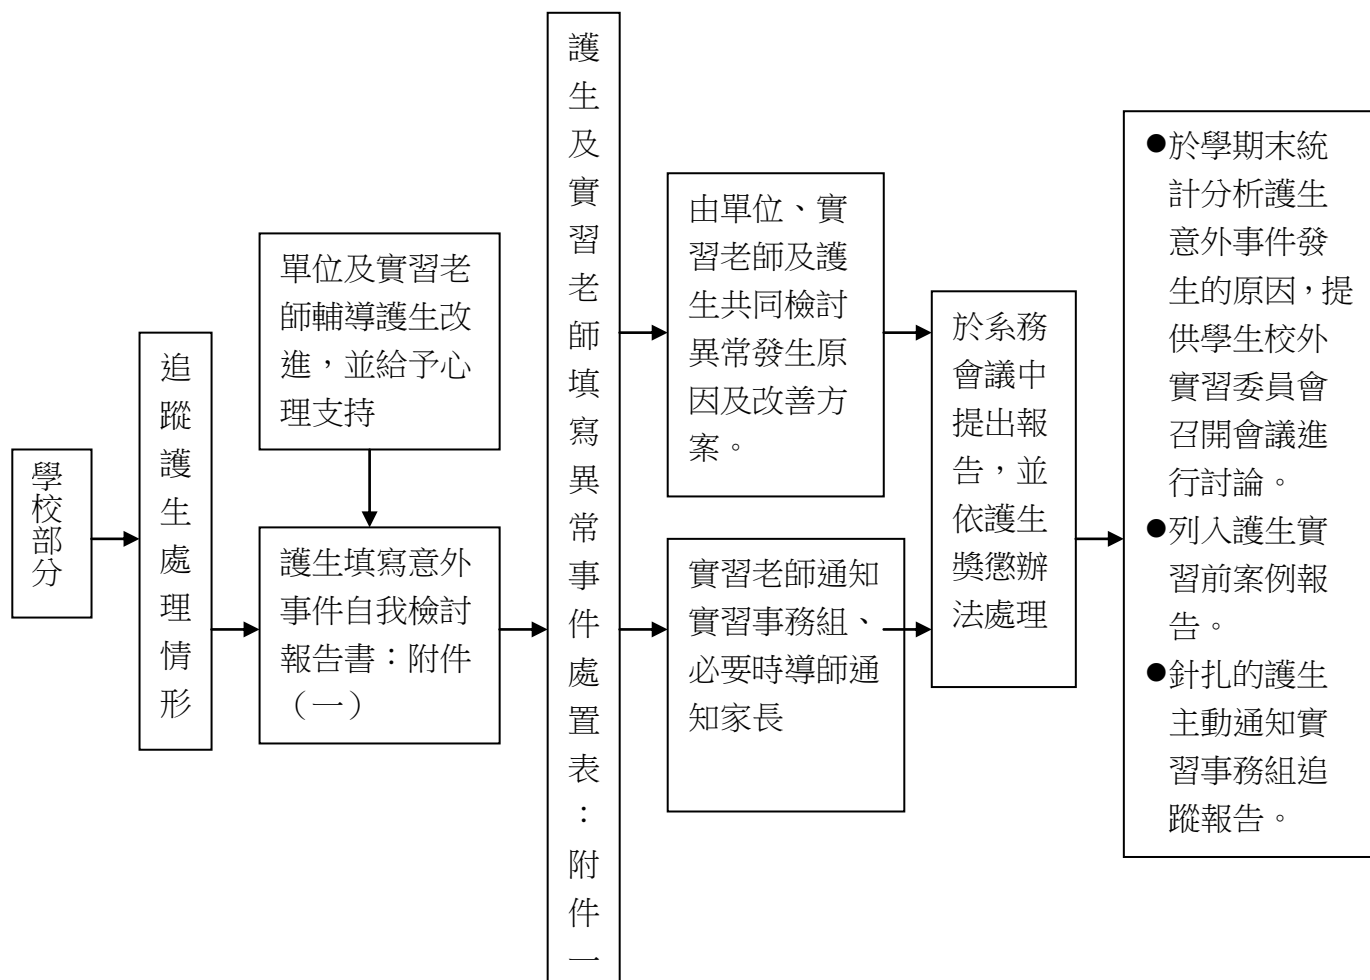 學校部分
追蹤護生處理情形
單位及實習老
師輔導護生改
進，並給予心
理支持
護生填寫意外
事件自我檢討
報告書：附件
（一）
護生及實習老師填寫異常事件處置表：附件一
由單位、實
習老師及護
生共同檢討
異常發生原
因及改善方
案。
實習老師通知
實習事務組、
必要時導師通
知家長
於系務
會議中
提出報
告，並
依護生
獎懲辦
法處理
●於學期末統
計分析護生
意外事件發
生的原因，提
供學生校外
實習委員會
召開會議進
行討論。
●列入護生實
習前案例報
告。
●針扎的護生
主動通知實
習事務組追
蹤報告。